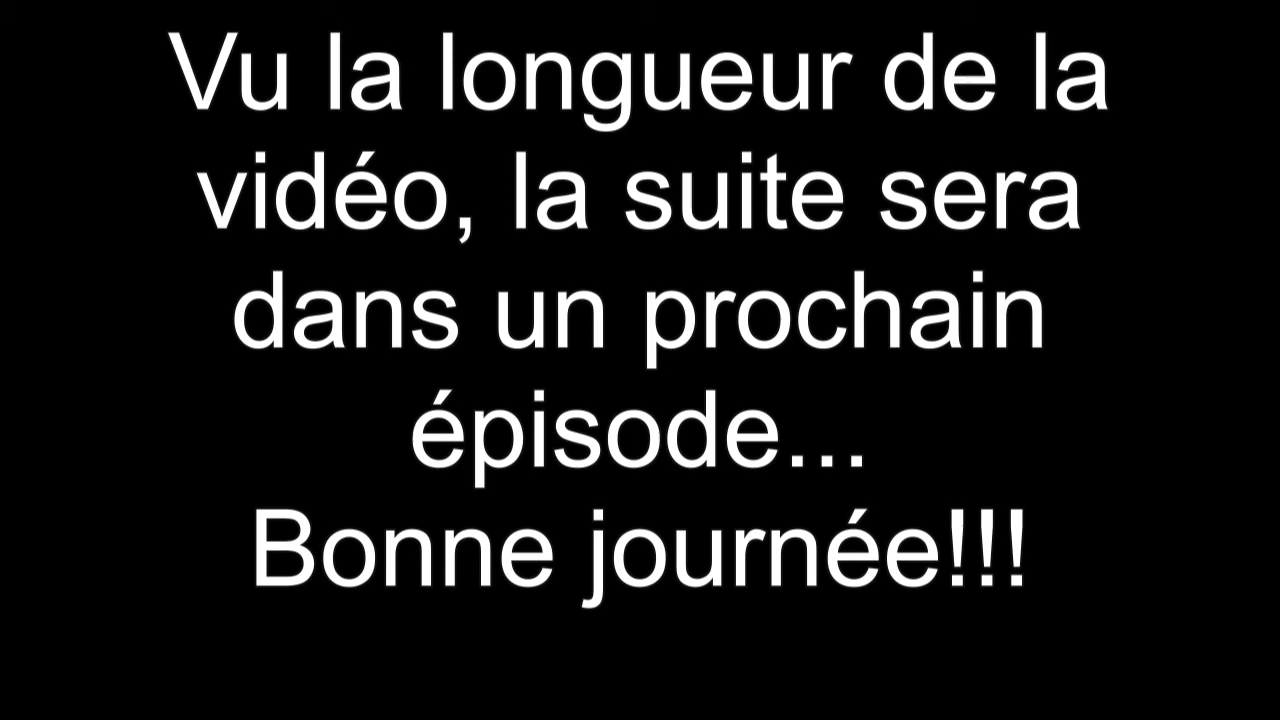 Vu la longueur de la
vidéo, la suite sera
dans un prochain
épisode...
Bonne journée!!!